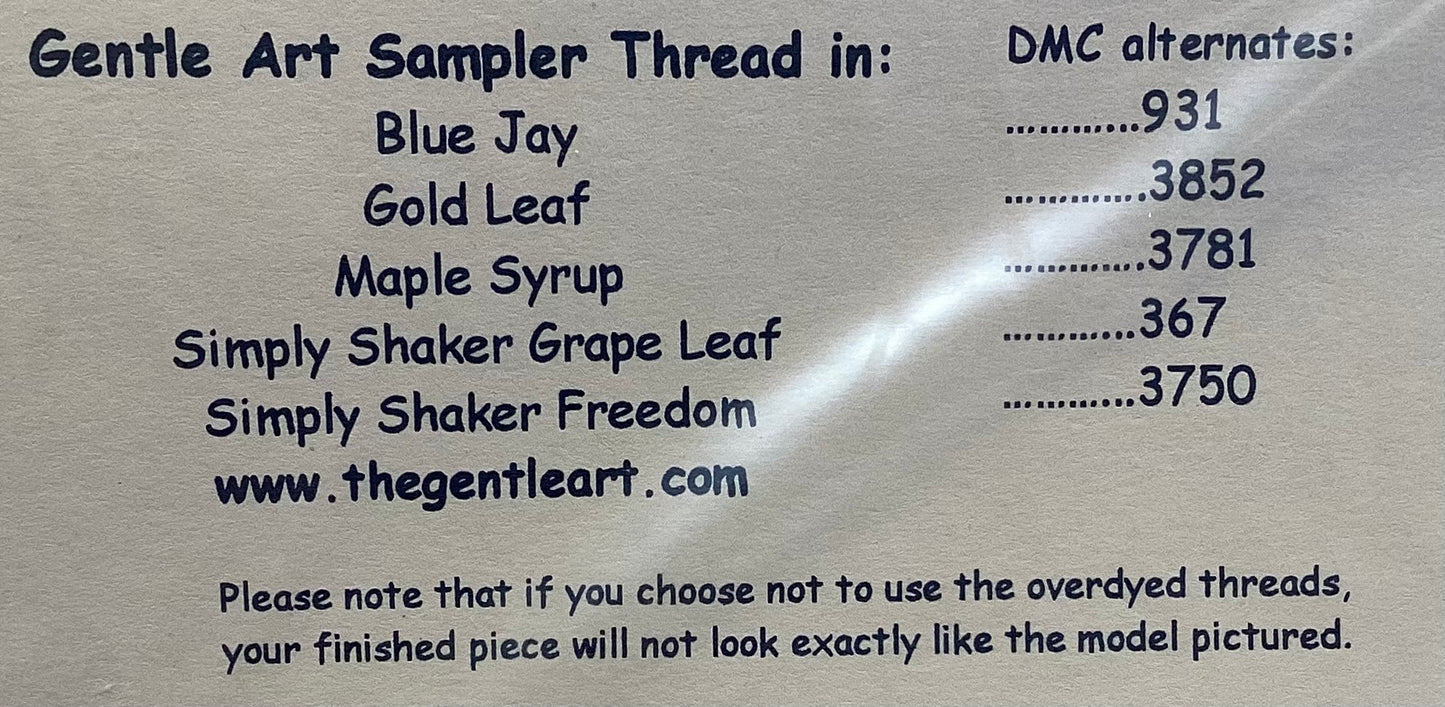 Gentle Art Sampler Thread in: DMC alternates:
Blue Jay ............931
Gold Leaf .............3852
Maple Syrup .............3781
Simply Shaker Grape Leaf ............367
Simply Shaker Freedom ............3750
www.thegentleart.com
Please note that if you choose not to use the overdyed threads,
your finished piece will not look exactly like the model pictured.